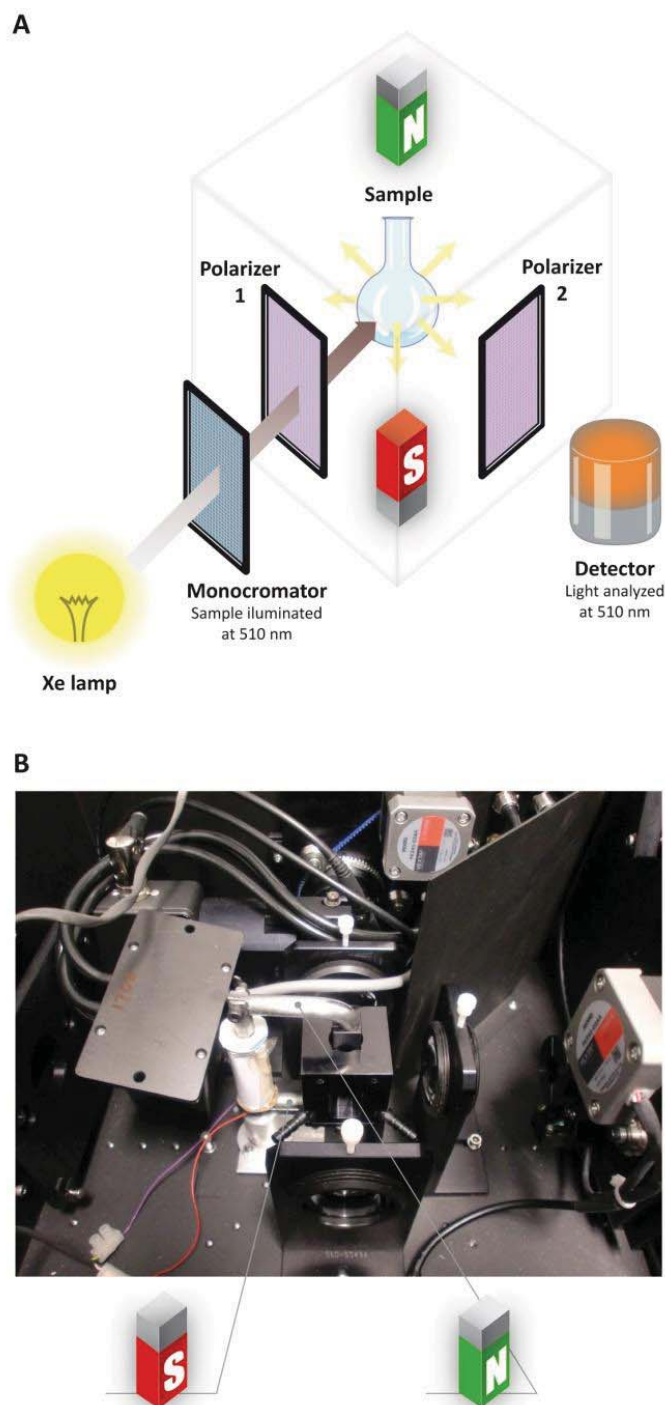 A
N
Sample
Polarizer
1
Polarizer
2
S
Monocromator
Sample iluminated
at 510 nm
Detector
Light analyzed
at 510 nm
Xe lamp
B
S
N